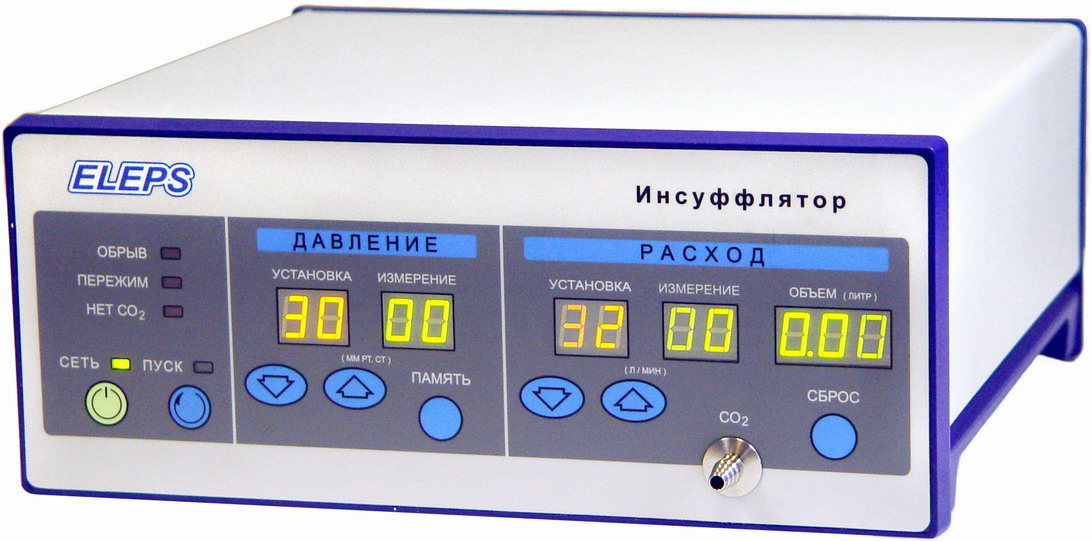 ELEPS
Инсуффлятор
ОБРЫВ
ПЕРЕЖИМ
НЕТ CO2
СЕТЬ
ПУСК
ДАВЛЕНИЕ
УСТАНОВКА ИЗМЕРЕНИЕ
30 00
( ММ РТ. СТ )
ПАМЯТЬ
РАСХОД
УСТАНОВКА ИЗМЕРЕНИЕ ОБЪЕМ ( ЛИТР )
32 00 0.00
( Л / МИН )
CO2
СБРОС